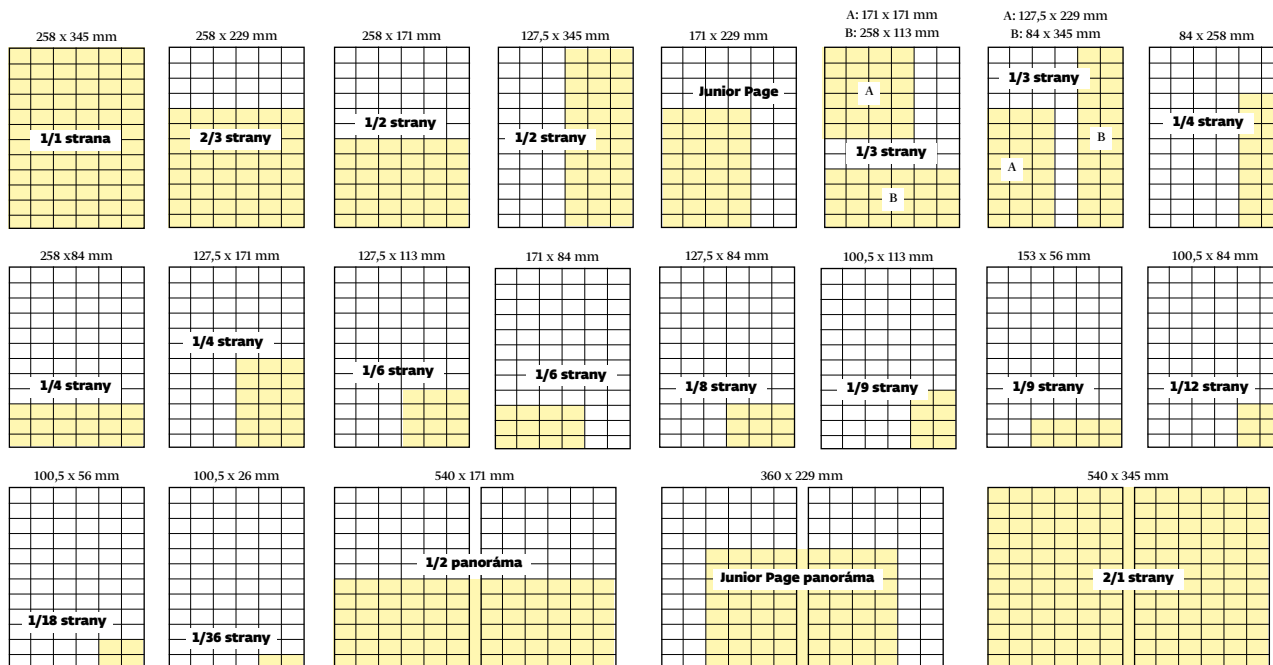 258 x 345 mm
1/1 strana
258 x 229 mm
2/3 strany
258 x 171 mm
1/2 strany
127,5 x 345 mm
1/2 strany
171 x 229 mm
Junior Page
A: 171 x 171 mm
B: 258 x 113 mm
A
1/3 strany
B
A: 127,5 x 229 mm
B: 84 x 345 mm
1/3 strany
B
A
84 x 258 mm
1/4 strany
258 x84 mm
1/4 strany
127,5 x 171 mm
1/4 strany
127,5 x 113 mm
1/6 strany
171 x 84 mm
1/6 strany
127,5 x 84 mm
1/8 strany
100,5 x 113 mm
1/9 strany
153 x 56 mm
1/9 strany
100,5 x 84 mm
1/12 strany
100,5 x 56 mm
1/18 strany
100,5 x 26 mm
1/36 strany
540 x 171 mm
1/2 panoráma
360 x 229 mm
Junior Page panoráma
540 x 345 mm
2/1 strany